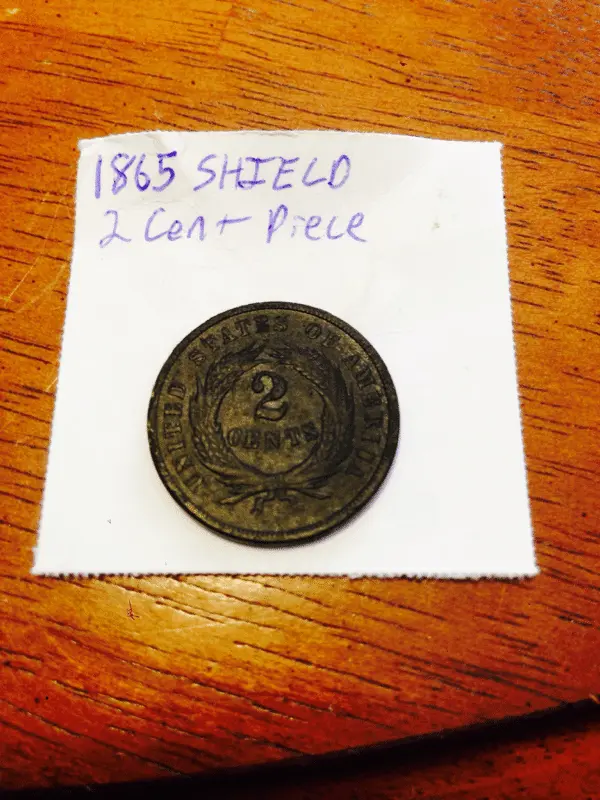 1865 SHIELD
2 Cent Piece
UNITED STATES OF AMERICA
2
CENTS